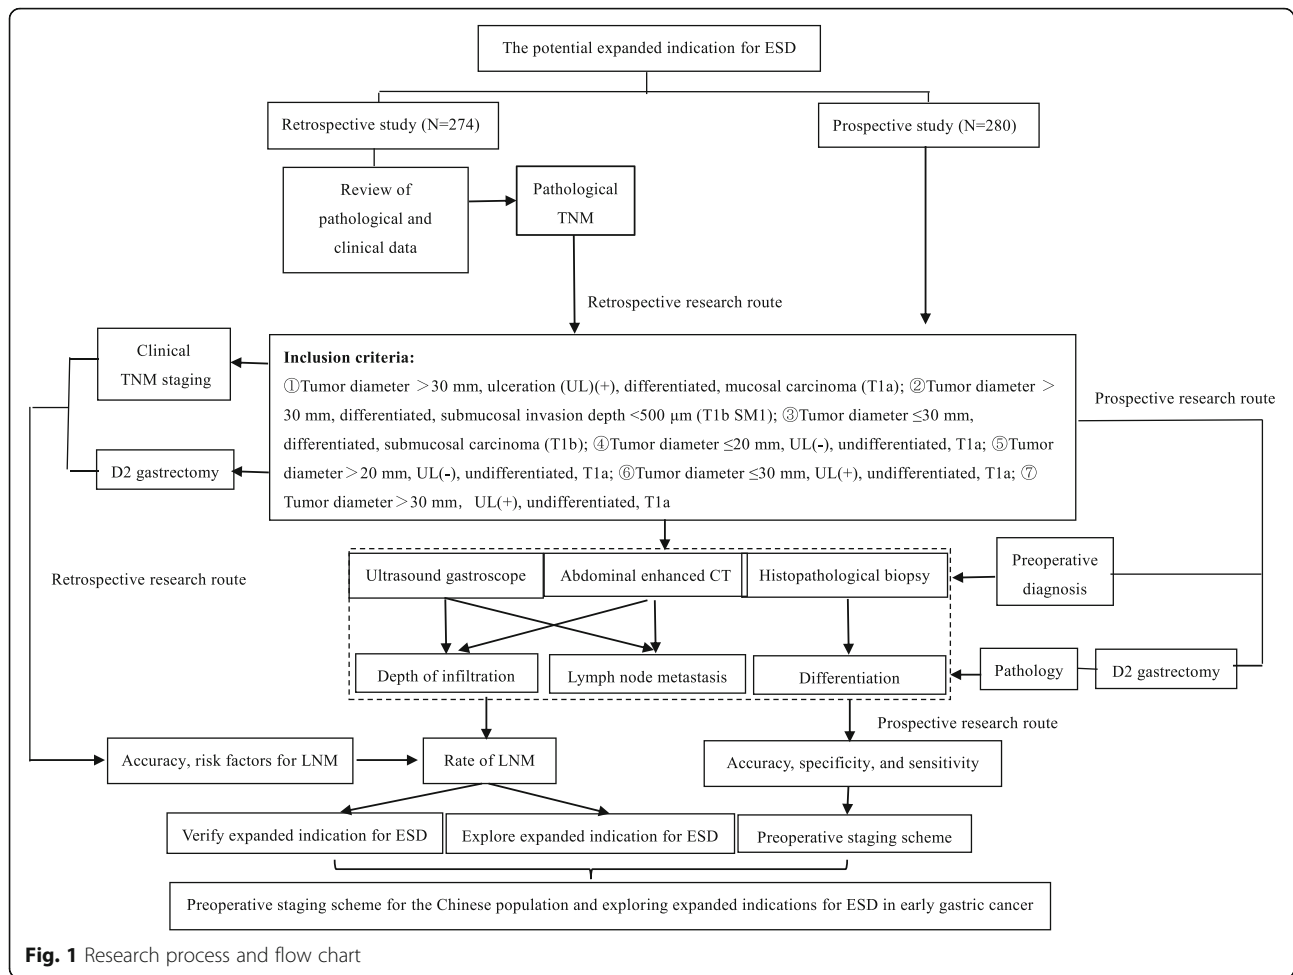 The potential expanded indication for ESD
Retrospective study (N=274)
Prospective study (N=280)
Review of
pathological and
clinical data
Pathological
TNM
Retrospective research route
Clinical
TNM staging
D2 gastrectomy
Inclusion criteria:
①Tumor diameter >30 mm, ulceration (UL)(+), differentiated, mucosal carcinoma (T1a); ②Tumor diameter >
30 mm, differentiated, submucosal invasion depth <500 μm (T1b SM1); ③Tumor diameter ≤30 mm,
differentiated, submucosal carcinoma (T1b); ④Tumor diameter ≤20 mm, UL(-), undifferentiated, T1a; ⑤Tumor
diameter>20 mm, UL(-), undifferentiated, T1a; ⑥Tumor diameter ≤30 mm, UL(+), undifferentiated, T1a; ⑦
Tumor diameter>30 mm, UL(+), undifferentiated, T1a
Prospective research route
Retrospective research route
Ultrasound gastroscope
Abdominal enhanced CT
Histopathological biopsy
Preoperative
diagnosis
Depth of infiltration
Lymph node metastasis
Differentiation
Pathology
D2 gastrectomy
Prospective research route
Accuracy, risk factors for LNM
Rate of LNM
Accuracy, specificity, and sensitivity
Verify expanded indication for ESD
Explore expanded indication for ESD
Preoperative staging scheme
Preoperative staging scheme for the Chinese population and exploring expanded indications for ESD in early gastric cancer
Fig. 1 Research process and flow chart